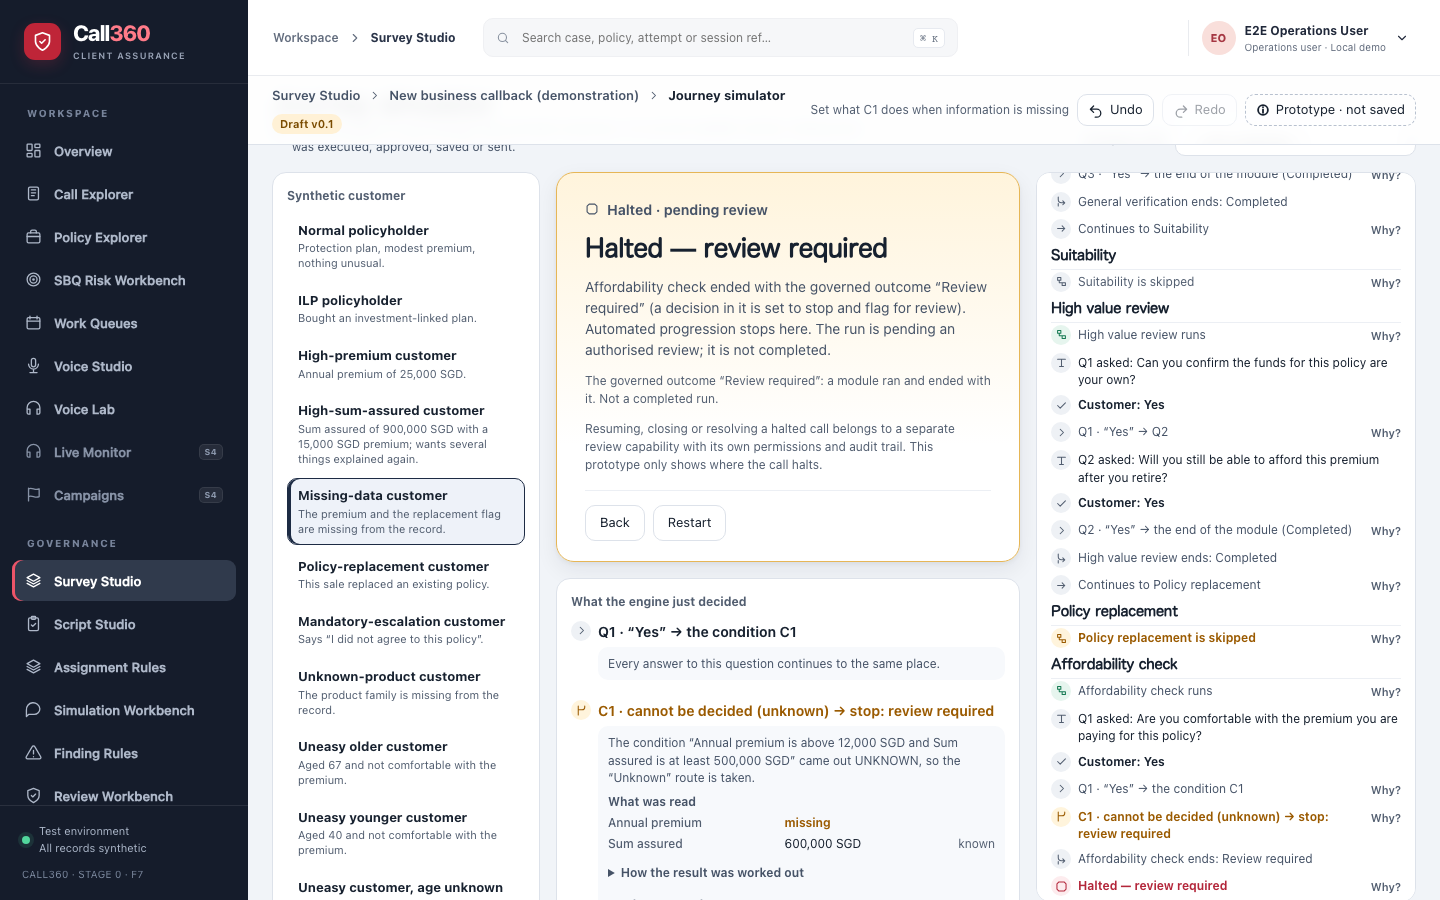 Call360
CLIENT ASSURANCE
WORKSPACE
Overview
Call Explorer
Policy Explorer
SBQ Risk Workbench
Work Queues
Voice Studio
Voice Lab
Live Monitor S4
Campaigns S4
GOVERNANCE
Survey Studio
Script Studio
Assignment Rules
Simulation Workbench
Finding Rules
Review Workbench
Test environment
All records synthetic
CALL360 · STAGE 0 · F7
Workspace > Survey Studio
Search case, policy, attempt or session ref...
⌘ K
EO
E2E Operations User
Operations user · Local demo
Survey Studio > New business callback (demonstration) > Journey simulator
Draft v0.1
Set what C1 does when information is missing
Undo
Redo
Prototype · not saved
was executed, approved, saved or sent.
Synthetic customer
Normal policyholder
Protection plan, modest premium,
nothing unusual.
ILP policyholder
Bought an investment-linked plan.
High-premium customer
Annual premium of 25,000 SGD.
High-sum-assured customer
Sum assured of 900,000 SGD with a
15,000 SGD premium; wants several
things explained again.
Missing-data customer
The premium and the replacement flag
are missing from the record.
Policy-replacement customer
This sale replaced an existing policy.
Mandatory-escalation customer
Says “I did not agree to this policy”.
Unknown-product customer
The product family is missing from the
record.
Uneasy older customer
Aged 67 and not comfortable with the
premium.
Uneasy younger customer
Aged 40 and not comfortable with the
premium.
Uneasy customer, age unknown
Halted · pending review
Halted — review required
Affordability check ended with the governed outcome “Review
required” (a decision in it is set to stop and flag for review).
Automated progression stops here. The run is pending an
authorised review; it is not completed.
The governed outcome “Review required”: a module ran and ended with
it. Not a completed run.
Resuming, closing or resolving a halted call belongs to a separate
review capability with its own permissions and audit trail. This
prototype only shows where the call halts.
Back
Restart
What the engine just decided
Q1 · “Yes” → the condition C1
Every answer to this question continues to the same place.
C1 · cannot be decided (unknown) → stop: review required
The condition “Annual premium is above 12,000 SGD and Sum
assured is at least 500,000 SGD” came out UNKNOWN, so the
“Unknown” route is taken.
What was read
Annual premium missing
Sum assured 600,000 SGD known
▶ How the result was worked out
Q3 · “Yes” → the end of the module (Completed) Why?
General verification ends: Completed
Continues to Suitability Why?
Suitability
Suitability is skipped Why?
High value review
High value review runs Why?
Q1 asked: Can you confirm the funds for this policy are
your own?
Customer: Yes
Q1 · “Yes” → Q2 Why?
Q2 asked: Will you still be able to afford this premium
after you retire?
Customer: Yes
Q2 · “Yes” → the end of the module (Completed) Why?
High value review ends: Completed
Continues to Policy replacement Why?
Policy replacement
Policy replacement is skipped Why?
Affordability check
Affordability check runs Why?
Q1 asked: Are you comfortable with the premium you are
paying for this policy?
Customer: Yes
Q1 · “Yes” → the condition C1 Why?
C1 · cannot be decided (unknown) → stop: Why?
review required
Affordability check ends: Review required
Halted — review required Why?